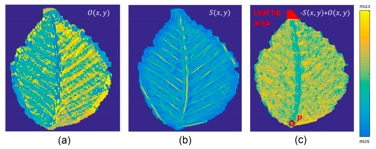 O(x,y)
S(x,y)
Leaf tip
area
-S(x,y)+O(x,y)
max
p
min
(a)
(b)
(c)